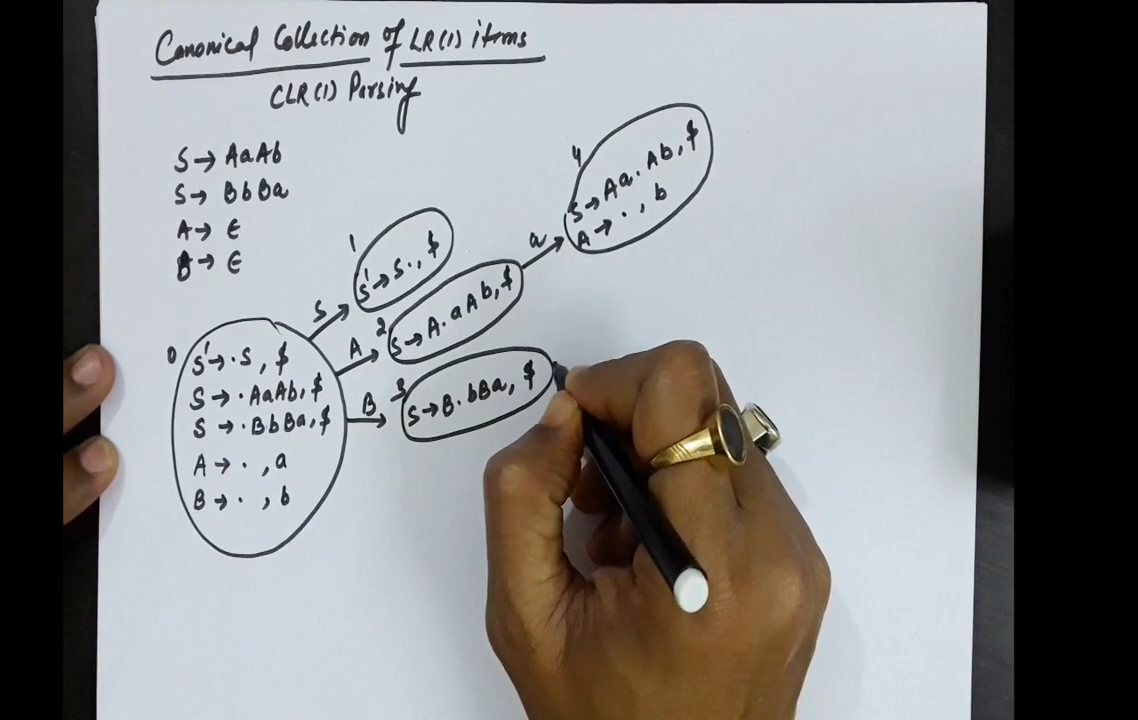 Canonical Collection of LR(1) items
CLR(1) Parsing
S → AaAb
S → BbBa
A → ϵ
B → ϵ
0
S' → ·S, $
S → ·AaAb, $
S → ·BbBa, $
A → · , a
B → · , b
S
1
S' → S·, $
A
2
S → A·aAb, $
B
3
S → B·bBa, $
a
4
S → Aa·Ab, $
A → · , b